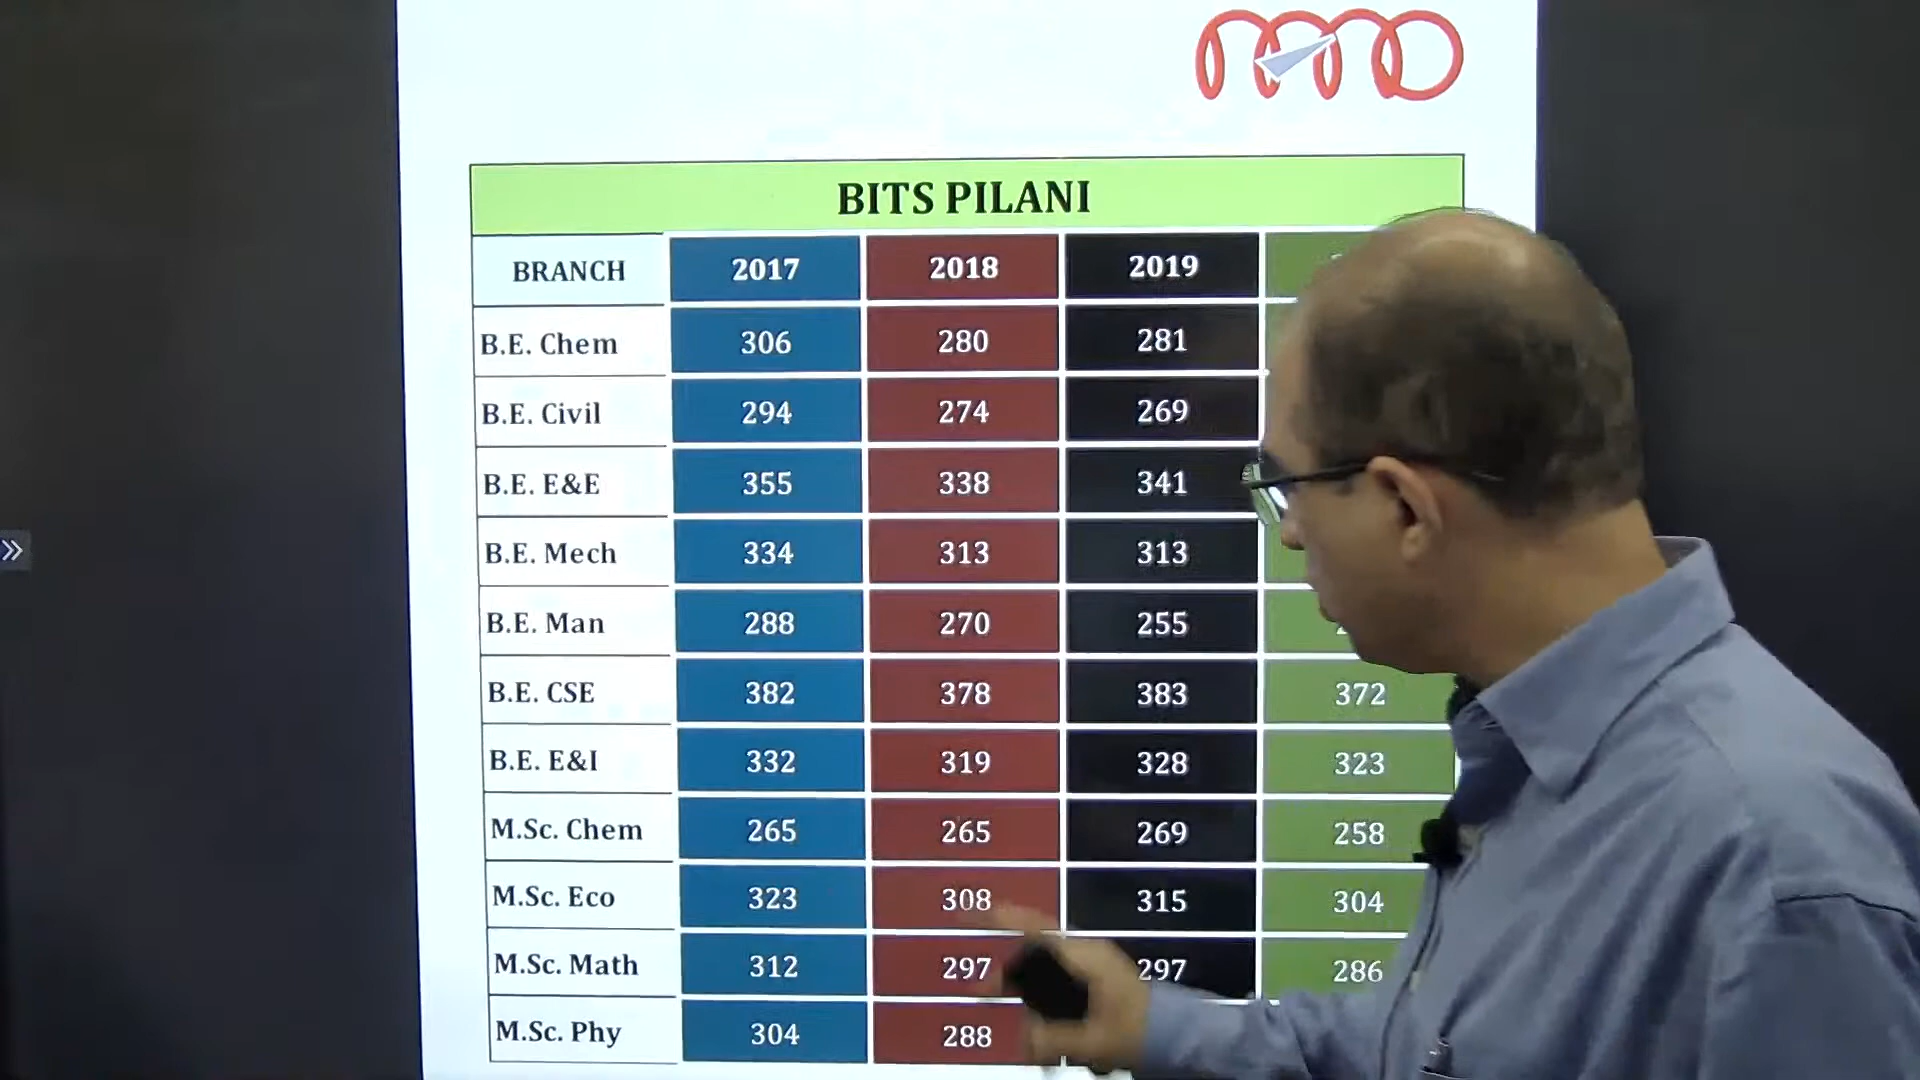 BITS PILANI
BRANCH 2017 2018 2019
B.E. Chem 306 280 281
B.E. Civil 294 274 269
B.E. E&E 355 338 341
B.E. Mech 334 313 313
B.E. Man 288 270 255
B.E. CSE 382 378 383 372
B.E. E&I 332 319 328 323
M.Sc. Chem 265 265 269 258
M.Sc. Eco 323 308 315 304
M.Sc. Math 312 297 297 286
M.Sc. Phy 304 288